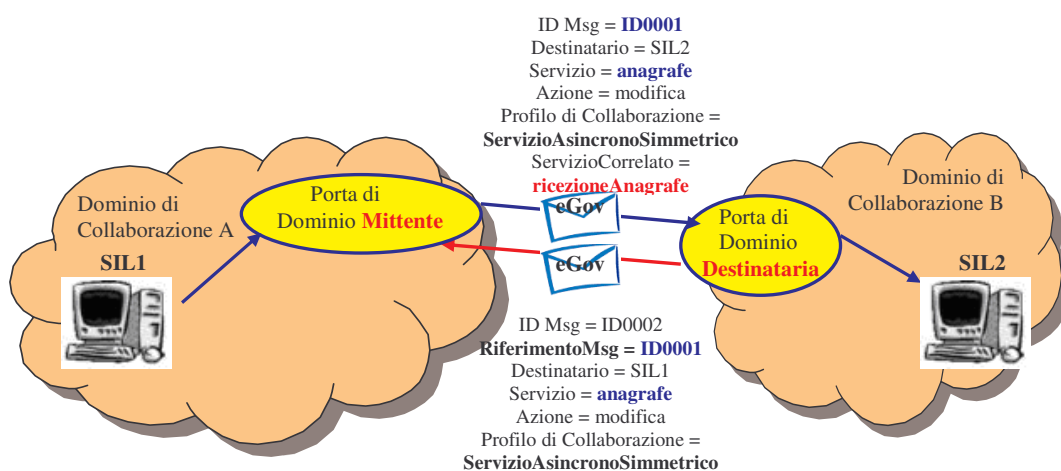 ID Msg = ID0001
Destinatario = SIL2
Servizio = anagrafe
Azione = modifica
Profilo di Collaborazione =
ServizioAsincronoSimmetrico
ServizioCorrelato =
ricezioneAnagrafe
Dominio di
Collaborazione A
SIL1
Porta di
Dominio Mittente
eGov
eGov
Porta di
Dominio
Destinataria
Dominio di
Collaborazione B
SIL2
ID Msg = ID0002
RiferimentoMsg = ID0001
Destinatario = SIL1
Servizio = anagrafe
Azione = modifica
Profilo di Collaborazione =
ServizioAsincronoSimmetrico